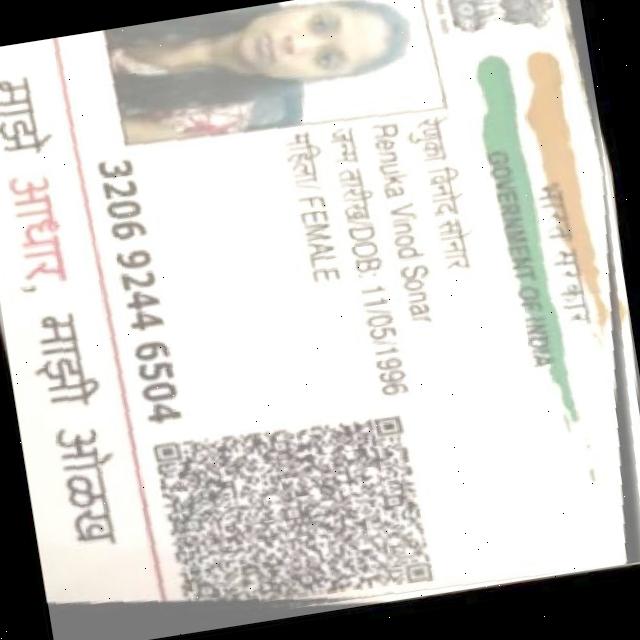 भारत सरकार
GOVERNMENT OF INDIA
रेणुका विनोद सोनार
Renuka Vnod Sonar
जन्म तारीख/DOB: 11/05/1996
महिला/ FEMALE
3206 9244 6504
माझे आधार, माझी ओळख